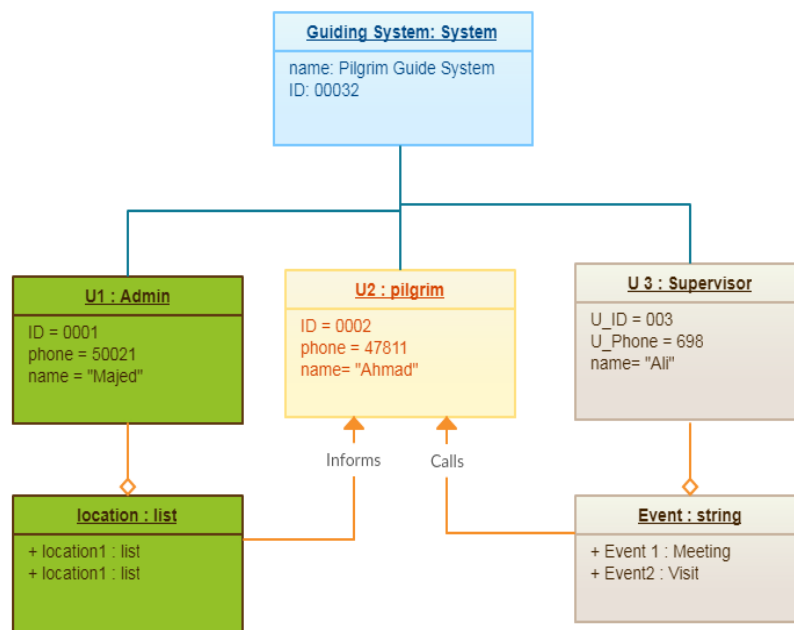 Guiding System: System
name: Pilgrim Guide System
ID: 00032
U1 : Admin
ID = 0001
phone = 50021
name = "Majed"
U2 : pilgrim
ID = 0002
phone = 47811
name= "Ahmad"
U 3 : Supervisor
U_ID = 003
U_Phone = 698
name= "Ali"
Informs
Calls
location : list
+ location1 : list
+ location1 : list
Event : string
+ Event 1 : Meeting
+ Event2 : Visit